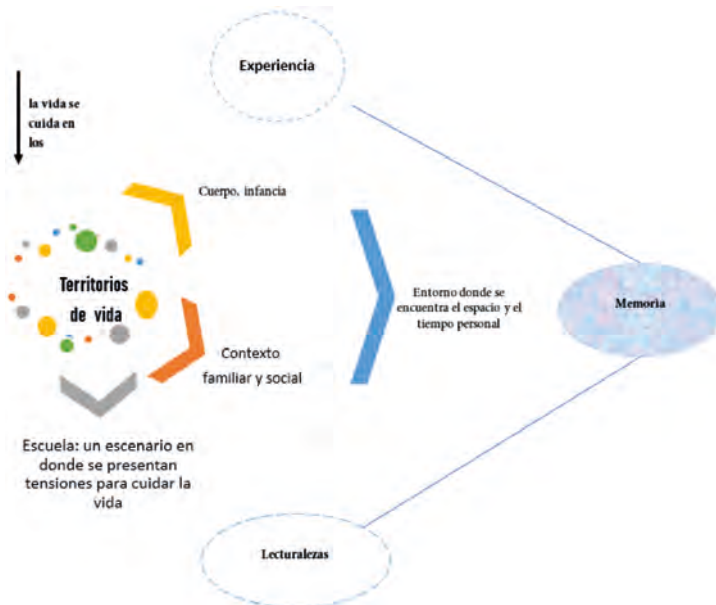 Experiencia
la vida se
cuida en
los
Cuerpo, infancia
Territorios
de vida
Entorno donde se
encuentra el espacio y el
tiempo personal
Memoria
Contexto
familiar y social
Escuela: un escenario en
donde se presentan
tensiones para cuidar la
vida
Lecturalezas